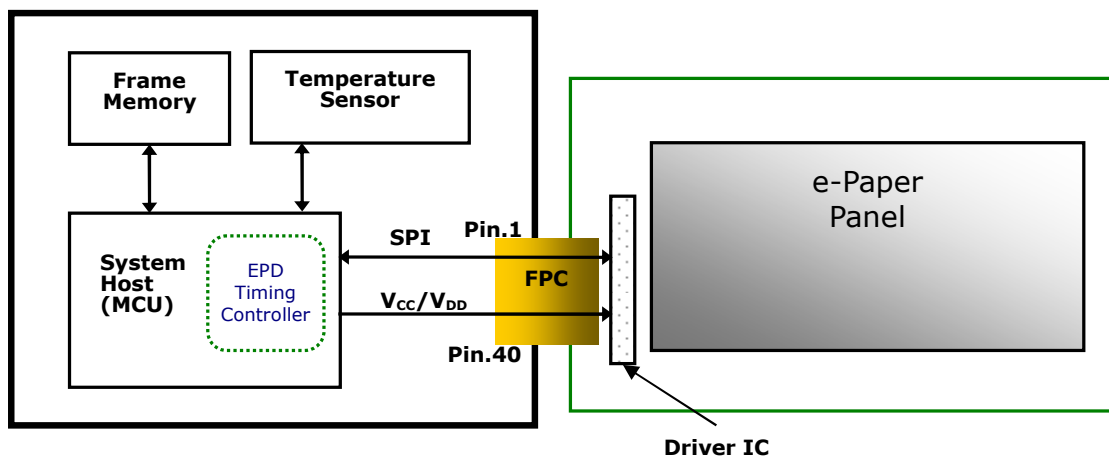 Frame
Memory
Temperature
Sensor
System
Host
(MCU)
EPD
Timing
Controller
SPI
VCC/VDD
Pin.1
FPC
Pin.40
e-Paper
Panel
Driver IC